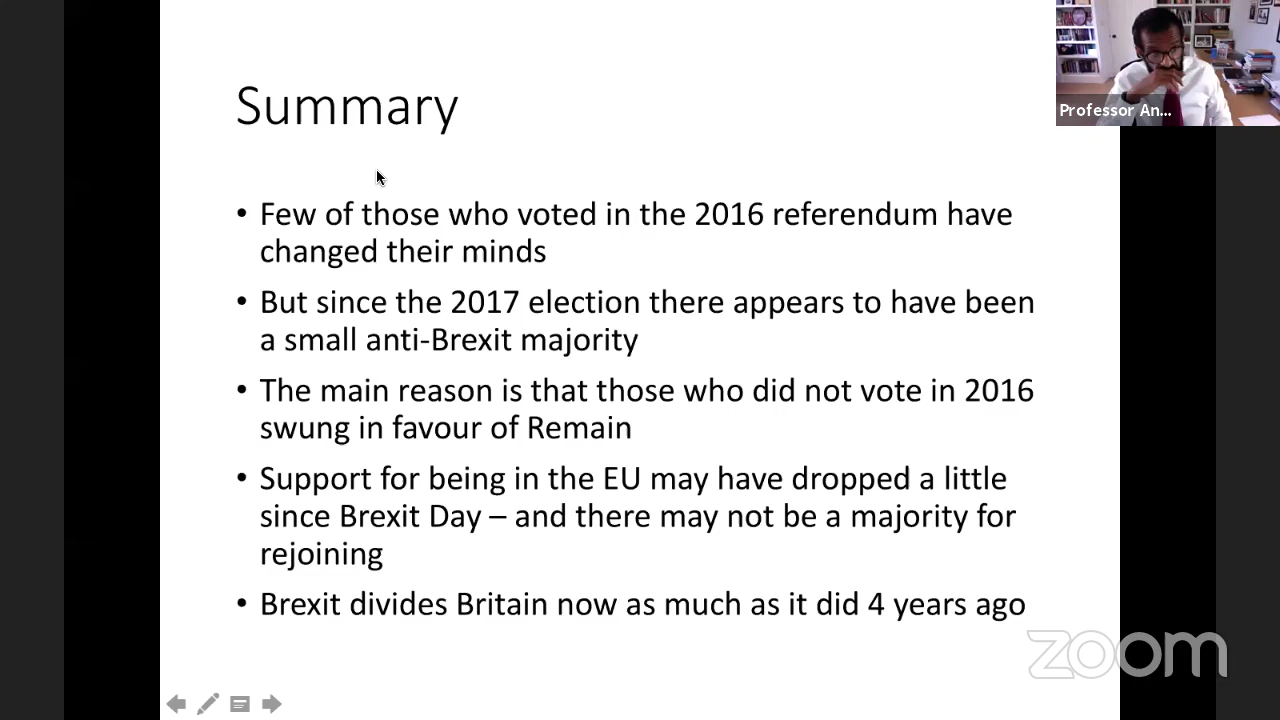 Summary
Professor An...
• Few of those who voted in the 2016 referendum have
changed their minds
• But since the 2017 election there appears to have been
a small anti-Brexit majority
• The main reason is that those who did not vote in 2016
swung in favour of Remain
• Support for being in the EU may have dropped a little
since Brexit Day – and there may not be a majority for
rejoining
• Brexit divides Britain now as much as it did 4 years ago
zoom